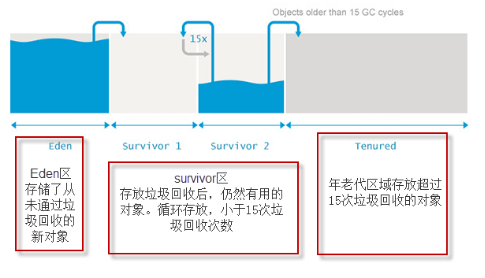 Objects older than 15 GC cycles
15x
Eden
Survivor 1
Survivor 2
Tenured
Eden区
存储了从
未通过垃
圾回收的
新对象
survivor区
存放垃圾回收后，仍然有用的
对象。循环存放，小于15次垃
圾回收次数
年老代区域存放超过
15次垃圾回收的对象